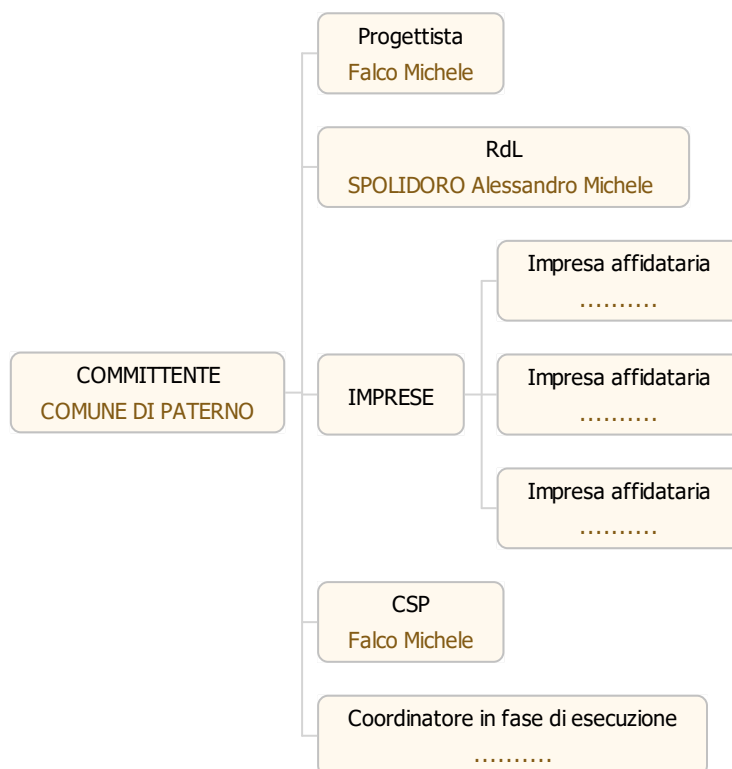 Progettista
Falco Michele
RdL
SPOLIDORO Alessandro Michele
Impresa affidataria
..........
COMMITTENTE
COMUNE DI PATERNO
IMPRESE
Impresa affidataria
..........
Impresa affidataria
..........
CSP
Falco Michele
Coordinatore in fase di esecuzione
..........